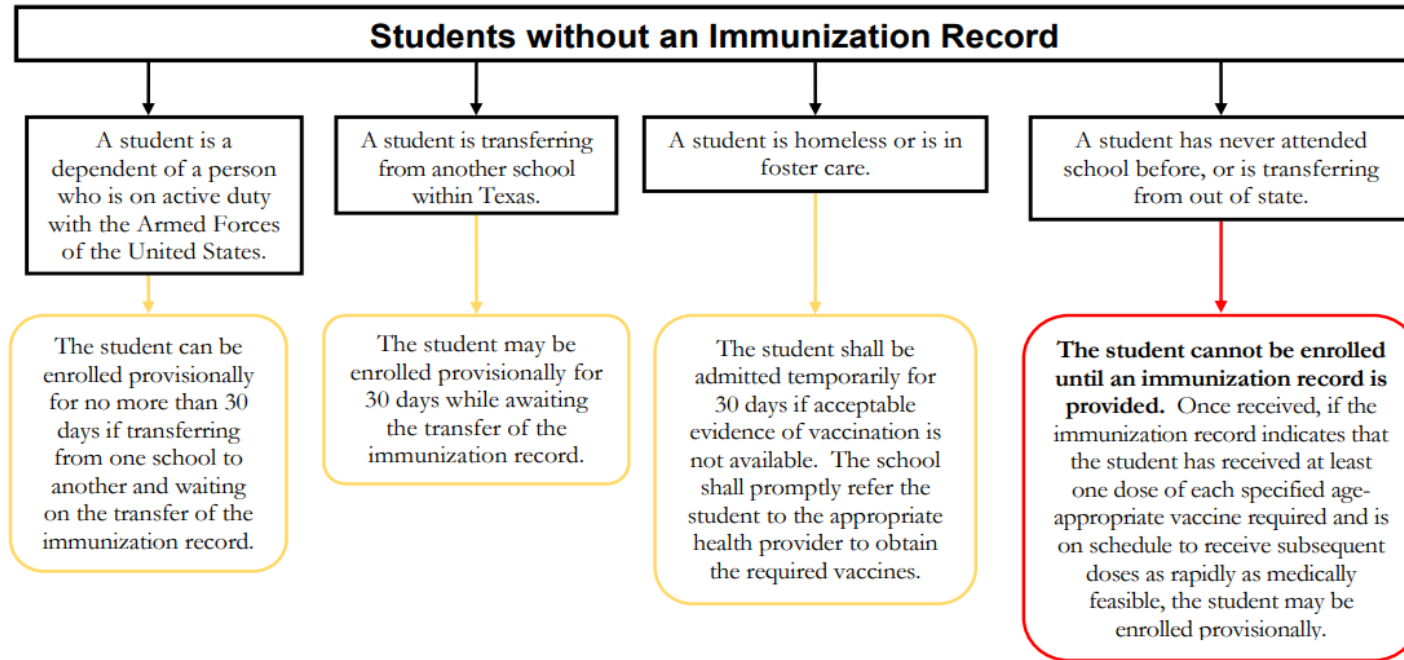 Students without an Immunization Record
A student is a
dependent of a person
who is on active duty
with the Armed Forces
of the United States.
A student is transferring
from another school
within Texas.
A student is homeless or is in
foster care.
A student has never attended
school before, or is transferring
from out of state.
The student can be
enrolled provisionally
for no more than 30
days if transferring
from one school to
another and waiting
on the transfer of the
immunization record.
The student may be
enrolled provisionally for
30 days while awaiting
the transfer of the
immunization record.
The student shall be
admitted temporarily for
30 days if acceptable
evidence of vaccination is
not available.  The school
shall promptly refer the
student to the appropriate
health provider to obtain
the required vaccines.
The student cannot be enrolled
until an immunization record is
provided.  Once received, if the
immunization record indicates that
the student has received at least
one dose of each specified age-
appropriate vaccine required and is
on schedule to receive subsequent
doses as rapidly as medically
feasible, the student may be
enrolled provisionally.